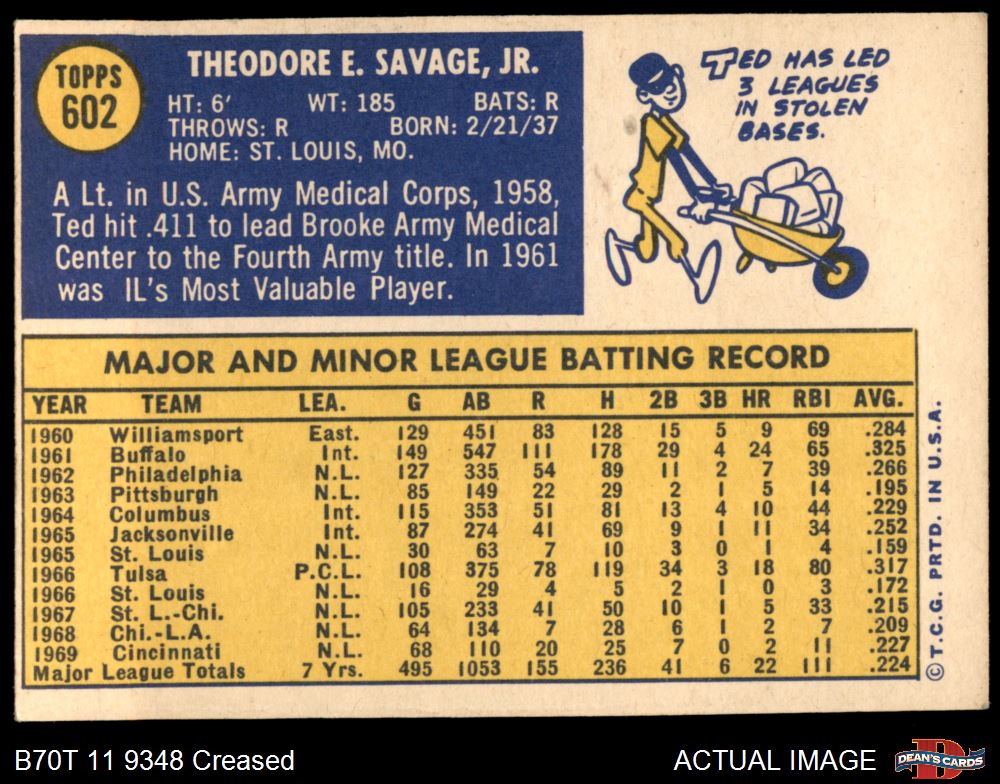 TOPPS
602
THEODORE E. SAVAGE, JR.
HT: 6' WT: 185 BATS: R
THROWS: R BORN: 2/21/37
HOME: ST. LOUIS, MO.
A Lt. in U.S. Army Medical Corps, 1958,
Ted hit .411 to lead Brooke Army Medical
Center to the Fourth Army title. In 1961
was IL's Most Valuable Player.
TED HAS LED
3 LEAGUES
IN STOLEN
BASES.
MAJOR AND MINOR LEAGUE BATTING RECORD
YEAR TEAM LEA. G AB R H 2B 3B HR RBI AVG.
1960 Williamsport East. 129 451 83 128 15 5 9 69 .284
1961 Buffalo Int. 149 547 111 178 29 4 24 65 .325
1962 Philadelphia N.L. 127 335 54 89 11 2 7 39 .266
1963 Pittsburgh N.L. 85 149 22 29 2 1 5 14 .195
1964 Columbus Int. 115 353 51 81 13 4 10 44 .229
1965 Jacksonville Int. 87 274 41 69 9 1 11 34 .252
1965 St. Louis N.L. 30 63 7 10 3 0 1 4 .159
1966 Tulsa P.C.L. 108 375 78 119 34 3 18 80 .317
1966 St. Louis N.L. 16 29 4 5 2 1 0 3 .172
1967 St. L.-Chi. N.L. 105 233 41 50 10 1 5 33 .215
1968 Chi.-L.A. N.L. 64 134 7 28 6 1 2 7 .209
1969 Cincinnati N.L. 68 110 20 25 7 0 2 11 .227
Major League Totals 7 Yrs. 495 1053 155 236 41 6 22 111 .224
© T.C.G. PRTD. IN U.S.A.
B70T 11 9348 Creased
ACTUAL IMAGE
DEAN'S CARDS